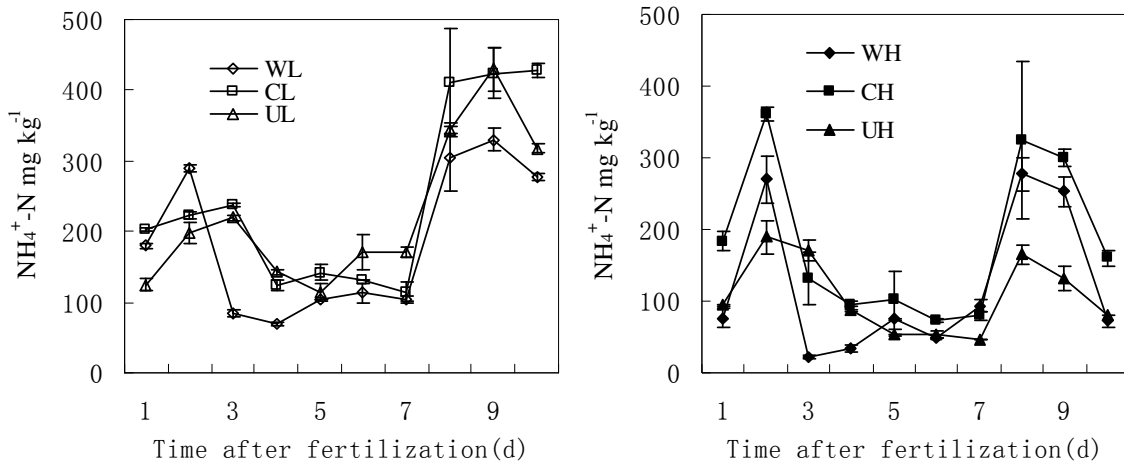 500
400
300
200
100
0
NH₄⁺-N mg kg⁻¹
WL
CL
UL
1 3 5 7 9
Time after fertilization(d)
500
400
300
200
100
0
NH₄⁺-N mg kg⁻¹
WH
CH
UH
1 3 5 7 9
Time after fertilization(d)